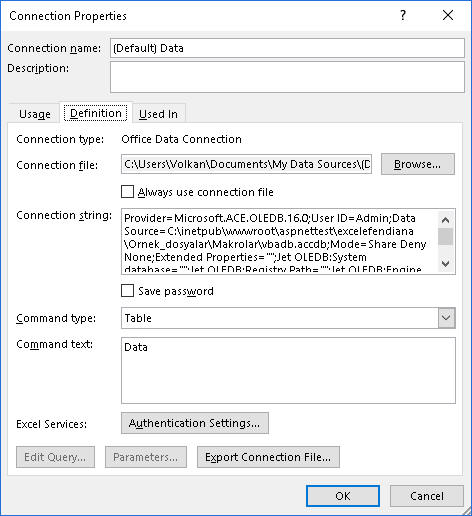 Connection Properties ? ×
Connection name: (Default) Data
Description:
Usage Definition Used In
Connection type: Office Data Connection
Connection file: C:\Users\Volkan\Documents\My Data Sources\(D Browse...
Always use connection file
Connection string: Provider=Microsoft.ACE.OLEDB.16.0;User ID=Admin;Data
Source=C:\inetpub\wwwroot\aspnettest\excelefendiana
\Ornek_dosyalar\Makrolar\vbadb.accdb;Mode=Share Deny
None;Extended Properties="";Jet OLEDB:System
database="";Jet OLEDB:Registry Path="";Jet OLEDB:Engine
Save password
Command type: Table
Command text: Data
Excel Services: Authentication Settings...
Edit Query... Parameters... Export Connection File...
OK Cancel